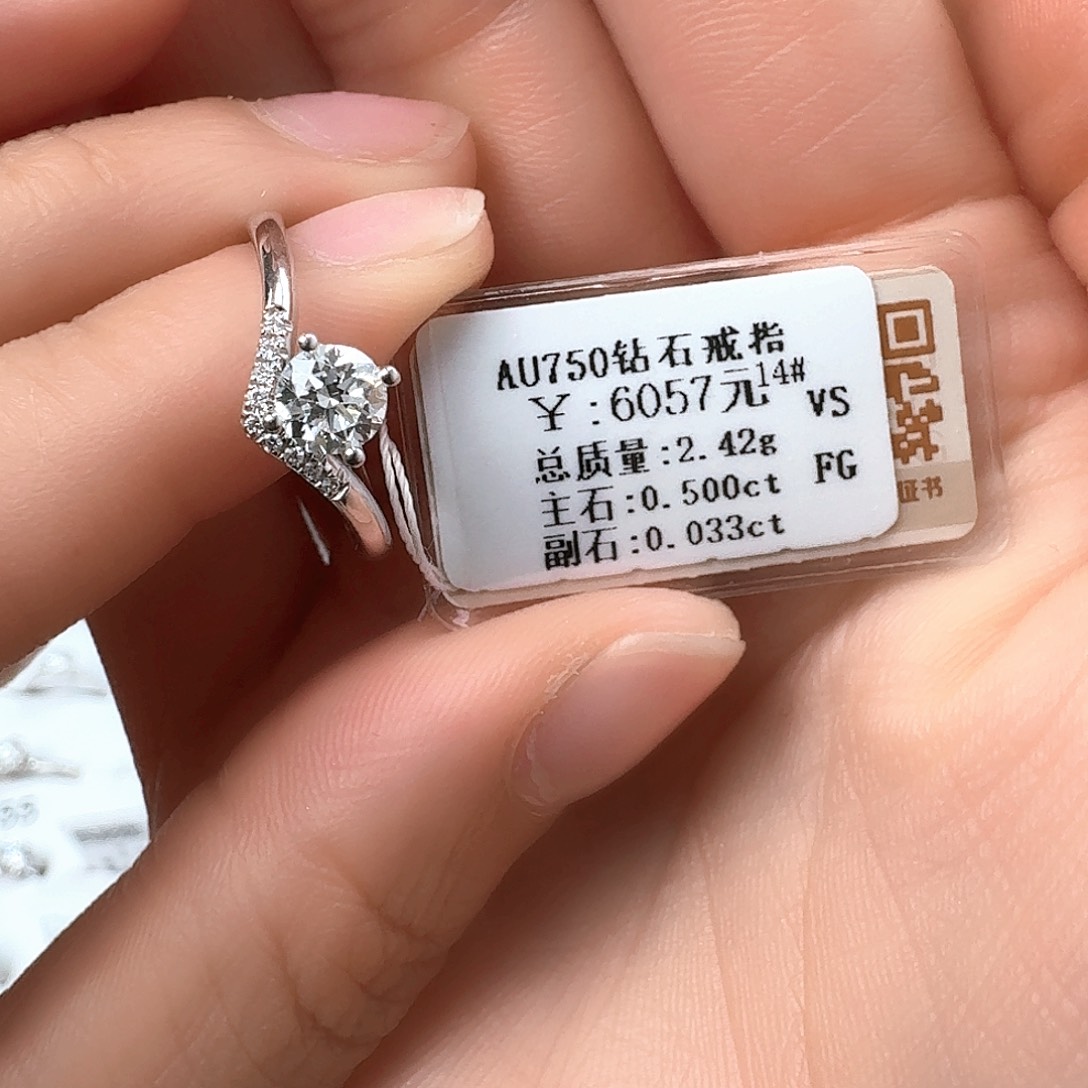 AU750钻石戒指
￥:6057元14#
VS
总质量:2.42g
FG
主石:0.500ct
副石:0.033ct
证书